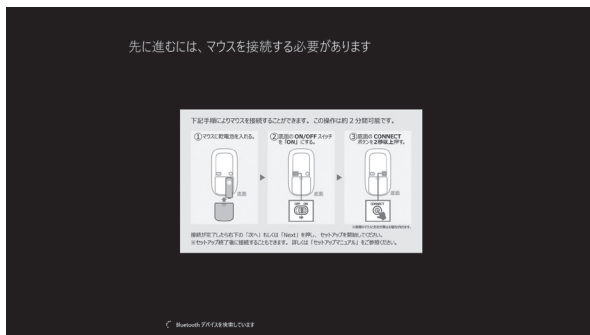 先に進むには、マウスを接続する必要があります
下記手順によりマウスを接続することができます。この操作は約 2 分間可能です。
①マウスに乾電池を入れる。
②底面の ON/OFF スイッチ
を「ON」にする。
③底面の CONNECT
ボタンを2秒以上押す。
底面
底面
底面
OFF ON
CONNECT
接続が完了したら右下の「次へ」もしくは「Next」を押し、セットアップを開始してください。
※セットアップ終了後に接続することもできます。詳しくは「セットアップマニュアル」をご参照ください。
Bluetooth デバイスを検索しています